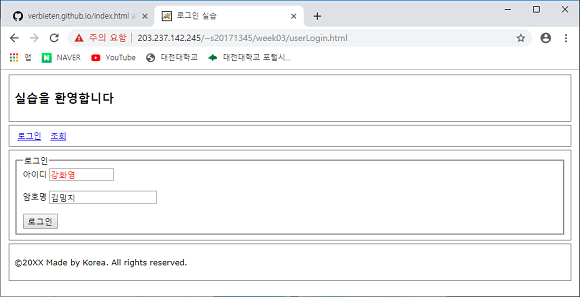 verbleten.github.io/index.html at
로그인 실습
주의 요함 | 203.237.142.245/~s20171345/week03/userLogin.html
앱 NAVER YouTube 대전대학교 대전대학교 포털시...
실습을 환영합니다
로그인 조회
로그인
아이디 강화영
암호명 김밍지
로그인
©20XX Made by Korea. All rights reserved.